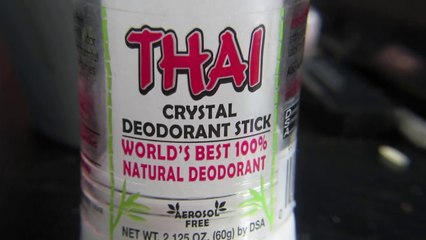 THAI
CRYSTAL
DEODORANT STICK
WORLD'S BEST 100%
NATURAL DEODORANT
AEROSOL
FREE
NET WT. 2.125 OZ. (60g) by DSA